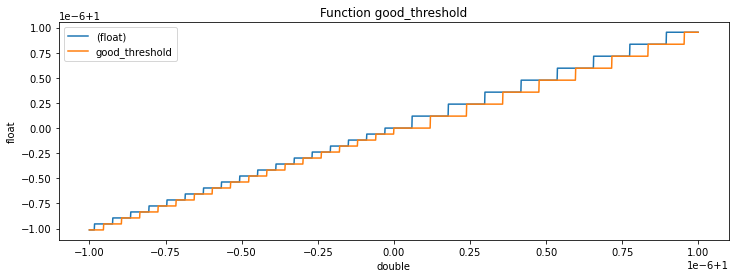 Function good_threshold
1e-6+1
(float)
good_threshold
1.00
0.75
0.50
0.25
0.00
−0.25
−0.50
−0.75
−1.00
float
−1.00 −0.75 −0.50 −0.25 0.00 0.25 0.50 0.75 1.00
double
1e-6+1